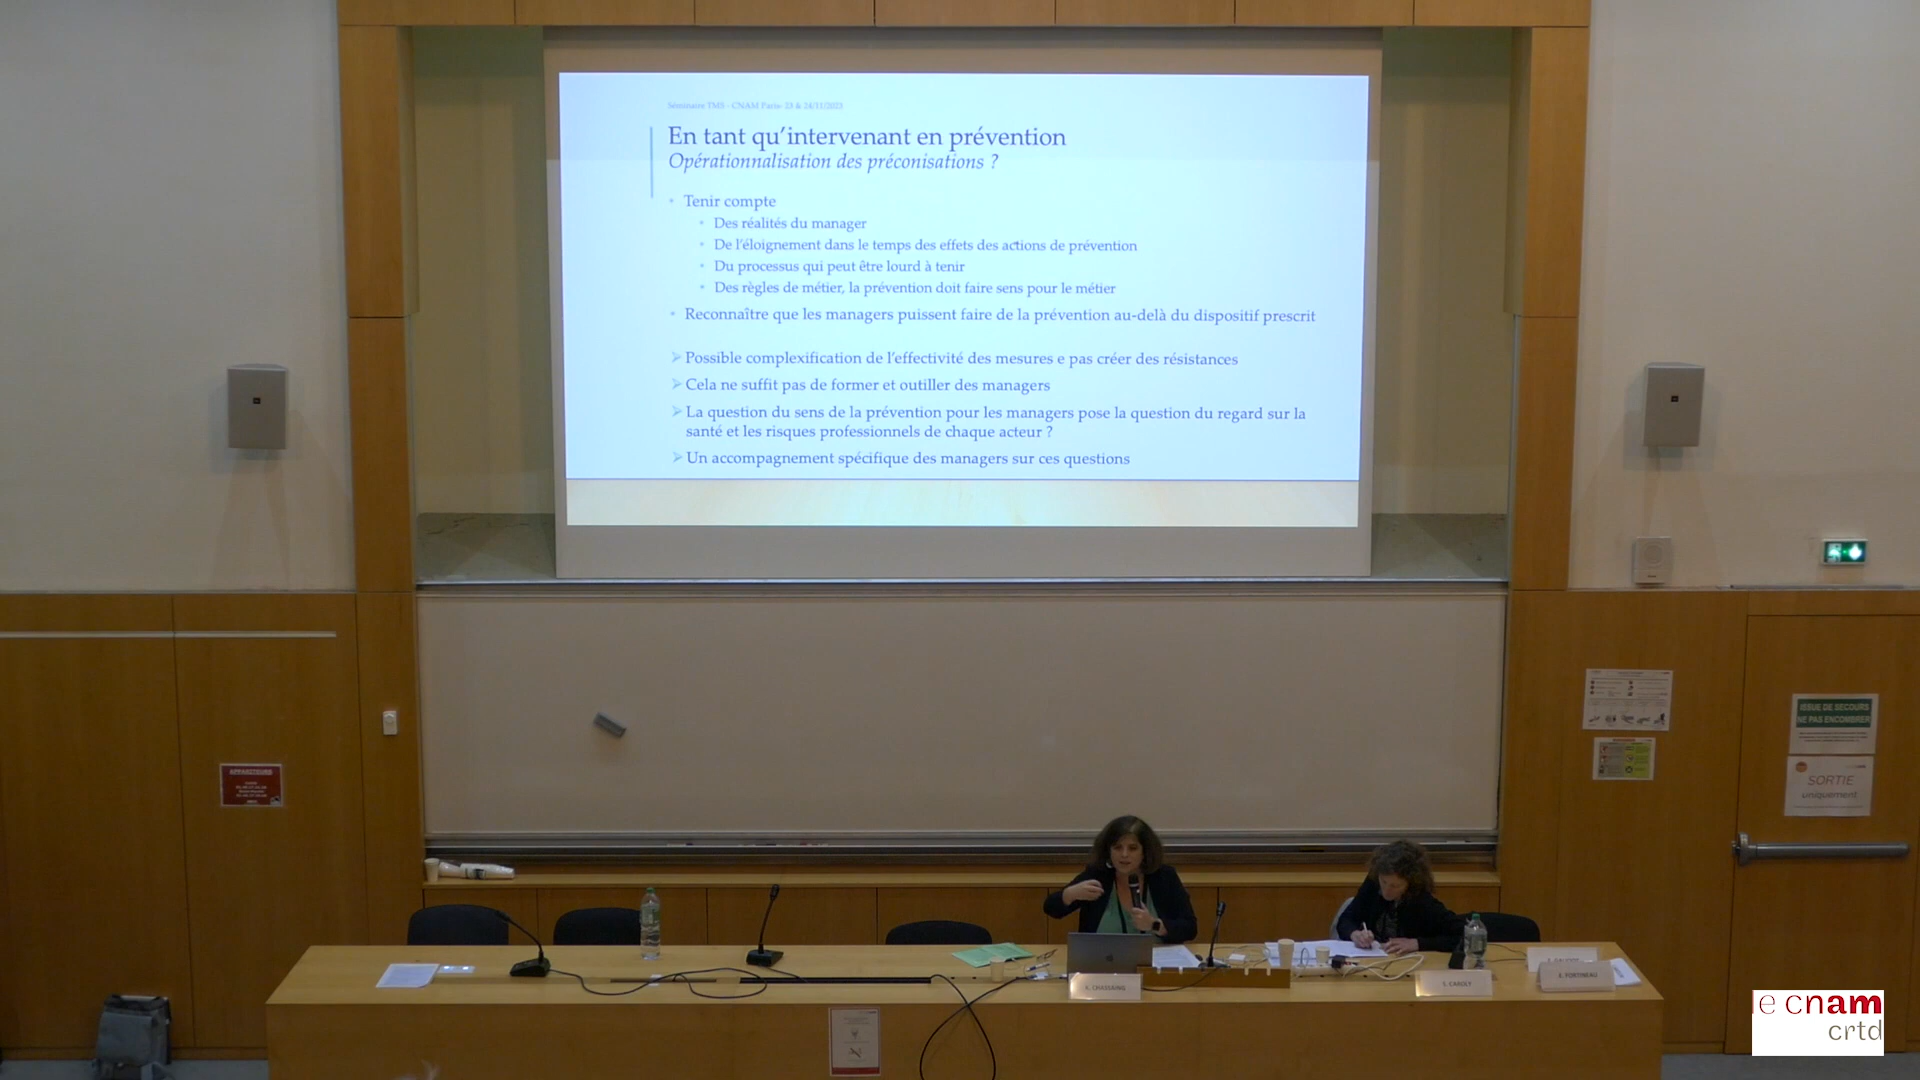 Séminaire TMS - CNAM Paris- 23 & 24/11/2023
En tant qu'intervenant en prévention
Opérationnalisation des préconisations ?
• Tenir compte
• Des réalités du manager
• De l'éloignement dans le temps des effets des actions de prévention
• Du processus qui peut être lourd à tenir
• Des règles de métier, la prévention doit faire sens pour le métier
• Reconnaître que les managers puissent faire de la prévention au-delà du dispositif prescrit
➢ Possible complexification de l'effectivité des mesures e pas créer des résistances
➢ Cela ne suffit pas de former et outiller des managers
➢ La question du sens de la prévention pour les managers pose la question du regard sur la
santé et les risques professionnels de chaque acteur ?
➢ Un accompagnement spécifique des managers sur ces questions
ISSUE DE SECOURS
NE PAS ENCOMBRER
SORTIE
uniquement
APPARITEURS
K. CHASSAING
S. CAROLY
E. FORTINEAU
le cnam
crtd